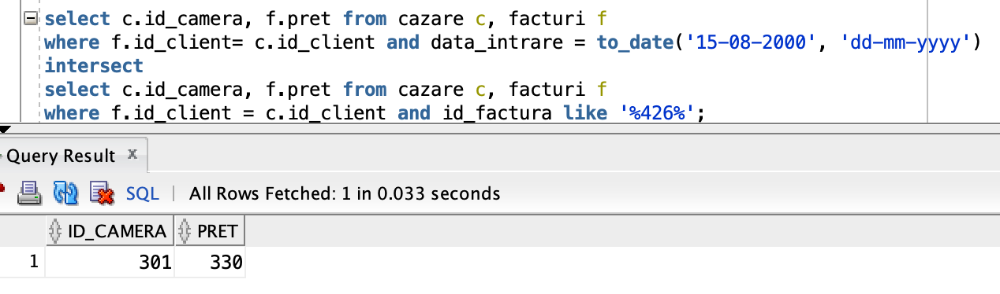 select c.id_camera, f.pret from cazare c, facturi f
where f.id_client= c.id_client and data_intrare = to_date('15-08-2000', 'dd-mm-yyyy')
intersect
select c.id_camera, f.pret from cazare c, facturi f
where f.id_client = c.id_client and id_factura like '%426%';
Query Result x
SQL | All Rows Fetched: 1 in 0.033 seconds
ID_CAMERA PRET
1 301 330